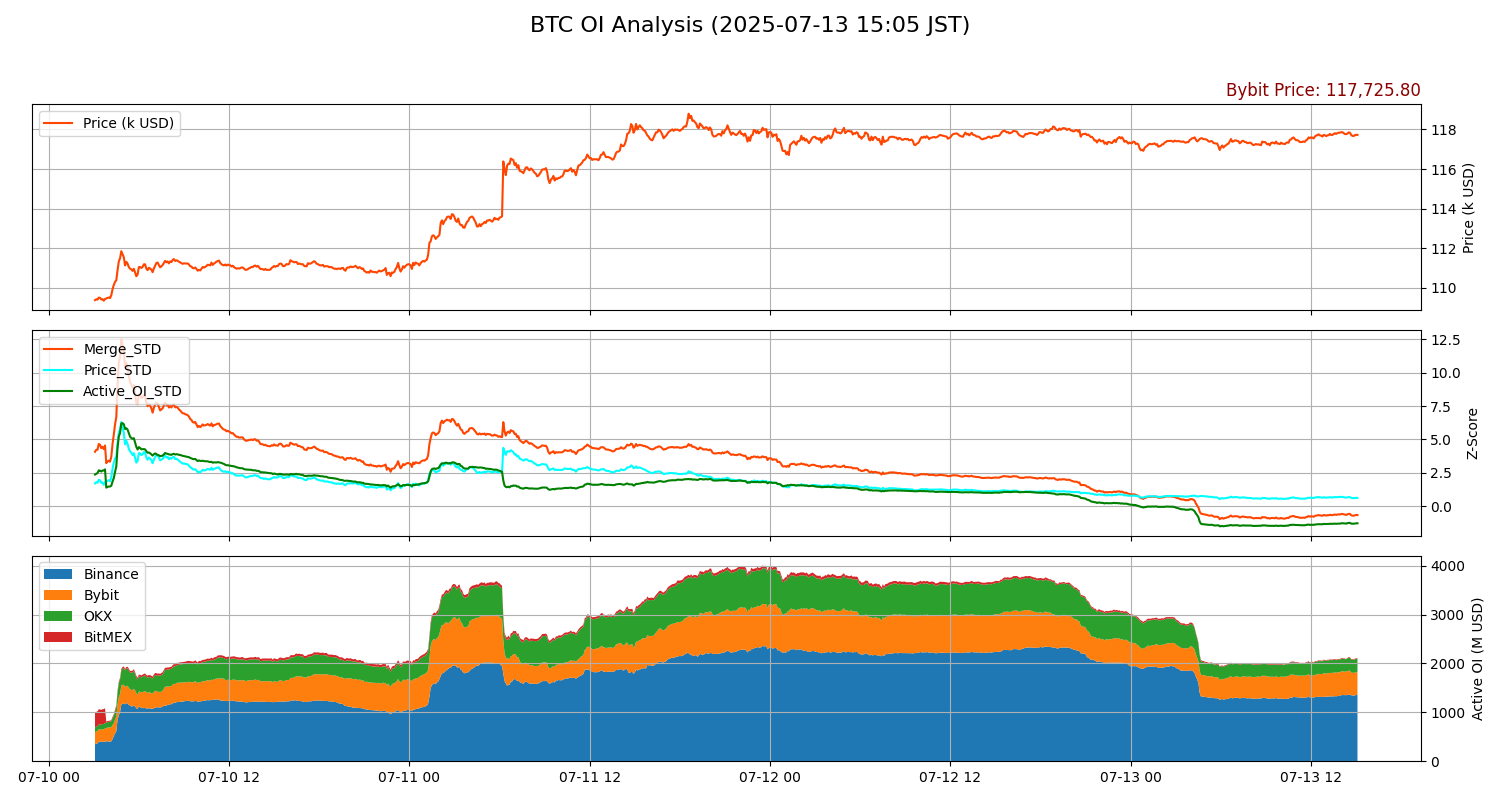 BTC OI Analysis (2025-07-13 15:05 JST)
Bybit Price: 117,725.80
Price (k USD)
118
116
114
112
110
Price (k USD)
Merge_STD
Price_STD
Active_OI_STD
12.5
10.0
7.5
5.0
2.5
0.0
Z-Score
Binance
Bybit
OKX
BitMEX
4000
3000
2000
1000
0
Active OI (M USD)
07-10 00 07-10 12 07-11 00 07-11 12 07-12 00 07-12 12 07-13 00 07-13 12